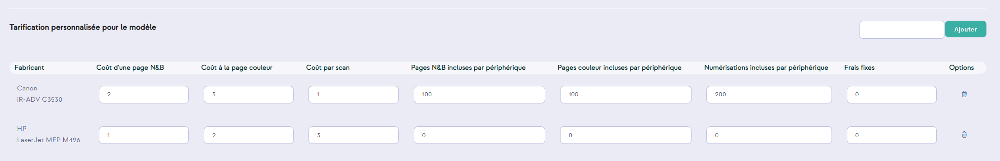 Tarification personnalisée pour le modèle
Ajouter
Fabricant Coût d'une page N&B Coût à la page couleur Coût par scan Pages N&B incluses par périphérique Pages couleur incluses par périphérique Numérisations incluses par périphérique Frais fixes Options
Canon
iR-ADV C3530
2 3 1 100 100 200 0
HP
LaserJet MFP M426
1 2 3 0 0 0 0